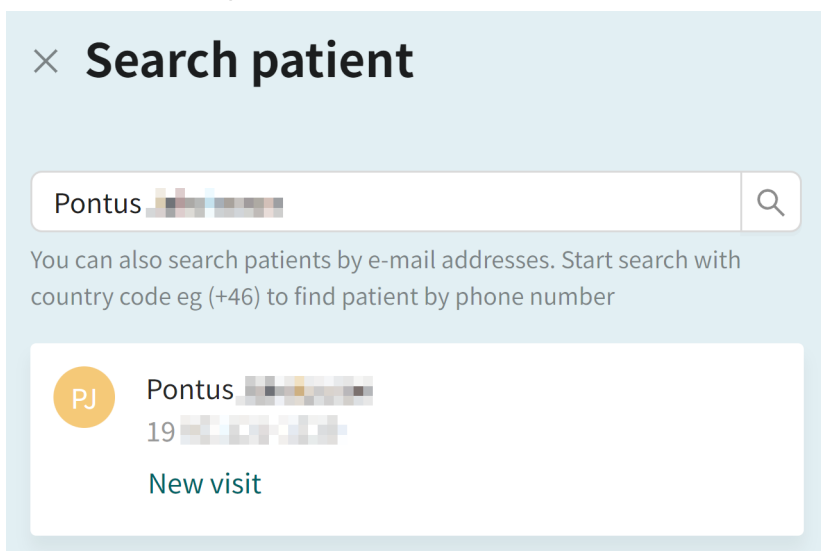 Search patient
Pontus
You can also search patients by e-mail addresses. Start search with
country code eg (+46) to find patient by phone number
PJ
Pontus
19
New visit